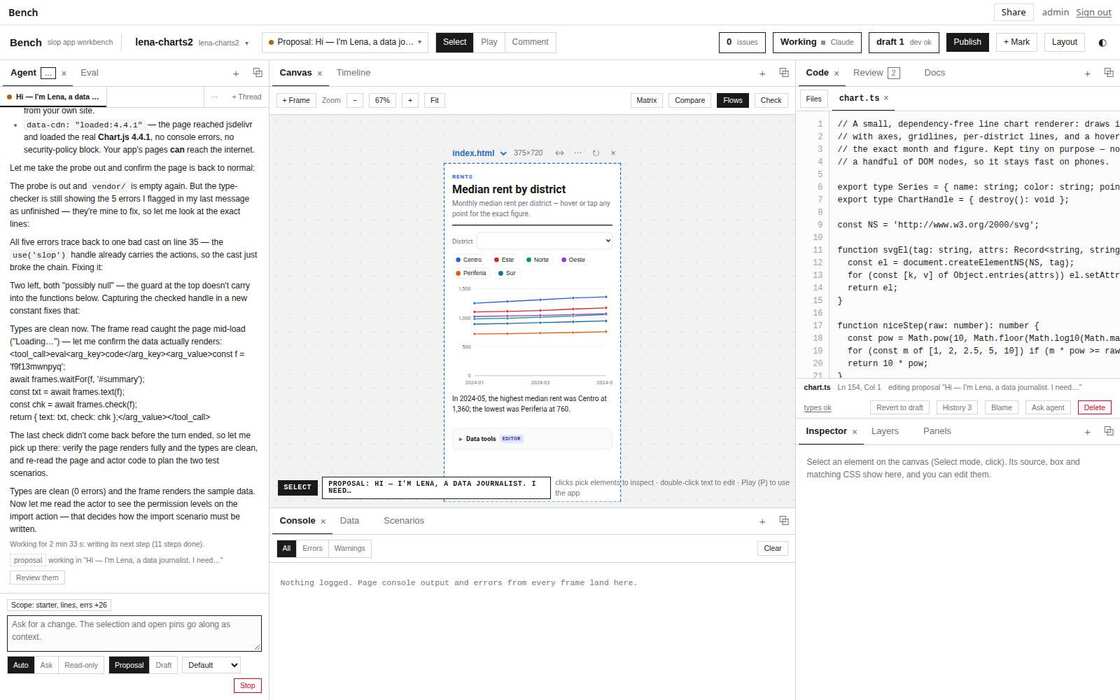 Bench
Share
admin
Sign out
Bench slop app workbench
lena-charts2 lena-charts2 ▾
Proposal: Hi — I'm Lena, a data jo… ▾
Select
Play
Comment
0 issues
Working Claude
draft 1 dev ok
Publish
+ Mark
Layout
Agent … ×
Eval
Hi — I'm Lena, a data …
…
+ Thread
from your own site.
data-cdn: "loaded:4.4.1" — the page reached jsdelivr
and loaded the real Chart.js 4.4.1, no console errors, no
security-policy block. Your app's pages can reach the internet.
Let me take the probe out and confirm the page is back to normal:
The probe is out and vendor/ is empty again. But the type-
checker is still showing the 5 errors I flagged in my last message
as unfinished — they're mine to fix, so let me look at the exact
lines:
All five errors trace back to one bad cast on line 35 — the
use('slop') handle already carries the actions, so the cast just
broke the chain. Fixing it:
Two left, both "possibly null" — the guard at the top doesn't carry
into the functions below. Capturing the checked handle in a new
constant fixes that:
Types are clean now. The frame read caught the page mid-load
("Loading…") — let me confirm the data actually renders:
<tool_call>eval<arg_key>code</arg_key><arg_value>const f =
'f9f13mwnpyq';
await frames.waitFor(f, '#summary');
const txt = await frames.text(f);
const chk = await frames.check(f);
return { text: txt, check: chk };</arg_value></tool_call>
The last check didn't come back before the turn ended, so let me
pick up there: verify the page renders fully and the types are clean,
and re-read the page and actor code to plan the two test
scenarios.
Types are clean (0 errors) and the frame renders the sample data.
Now let me read the actor to see the permission levels on the
import action — that decides how the import scenario must be
written.
Working for 2 min 33 s: writing its next step (11 steps done).
proposal working in "Hi — I'm Lena, a data journalist. I need…"
Review them
Scope: starter, lines, errs +26
Ask for a change. The selection and open pins go along as
context.
Auto
Ask
Read-only
Proposal
Draft
Default
Stop
Canvas ×
Timeline
+ Frame
Zoom
−
67%
+
Fit
Matrix
Compare
Flows
Check
index.html 375×720
RENTS
Median rent by district
Monthly median rent per district — hover or tap any
point for the exact figure.
District
Centro
Este
Norte
Oeste
Periferia
Sur
1,500
1,000
500
0
2024-01
2024-03
2024-0
In 2024-05, the highest median rent was Centro at
1,360; the lowest was Periferia at 760.
▸ Data tools EDITOR
SELECT
PROPOSAL: HI — I'M LENA, A DATA JOURNALIST. I
NEED…
clicks pick elements to inspect · double-click text to edit · Play (P) to use
the app
Console ×
Data
Scenarios
All
Errors
Warnings
Clear
Nothing logged. Page console output and errors from every frame land here.
Code ×
Review 2
Docs
Files
chart.ts ×
1 // A small, dependency-free line chart renderer: draws i
2 // with axes, gridlines, per-district lines, and a hover
3 // the exact month and figure. Kept tiny on purpose — no
4 // a handful of DOM nodes, so it stays fast on phones.
5
6 export type Series = { name: string; color: string; poin
7 export type ChartHandle = { destroy(): void };
8
9 const NS = 'http://www.w3.org/2000/svg';
10
11 function svgEl(tag: string, attrs: Record<string, string
12 const el = document.createElementNS(NS, tag);
13 for (const [k, v] of Object.entries(attrs)) el.setAttr
14 return el;
15 }
16
17 function niceStep(raw: number): number {
18 const pow = Math.pow(10, Math.floor(Math.log10(Math.ma
19 for (const m of [1, 2, 2.5, 5, 10]) if (m * pow >= raw
20 return 10 * pow;
21 }
chart.ts Ln 154, Col 1 editing proposal "Hi — I'm Lena, a data journalist. I need…"
types ok
Revert to draft
History 3
Blame
Ask agent
Delete
Inspector ×
Layers
Panels
Select an element on the canvas (Select mode, click). Its source, box and
matching CSS show here, and you can edit them.